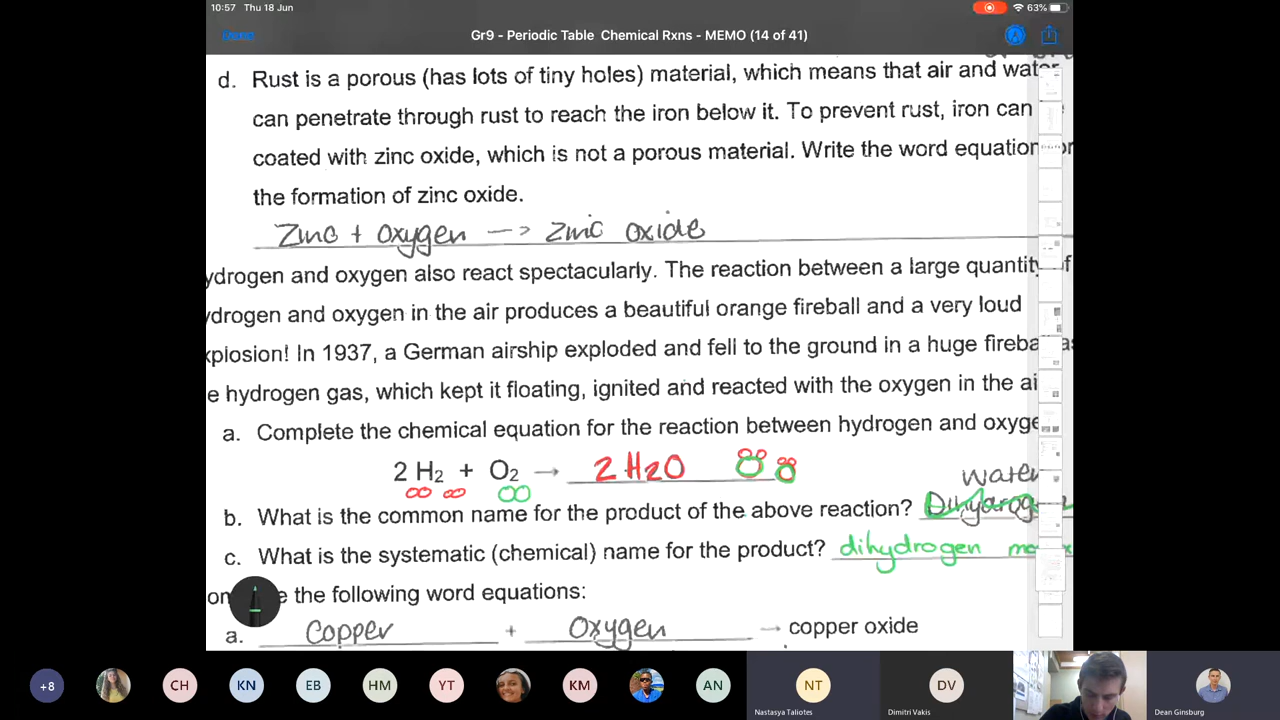 10:57 Thu 18 Jun
63%
Gr9 - Periodic Table Chemical Rxns - MEMO (14 of 41)
d. Rust is a porous (has lots of tiny holes) material, which means that air and water
can penetrate through rust to reach the iron below it. To prevent rust, iron can
coated with zinc oxide, which is not a porous material. Write the word equation
the formation of zinc oxide.
Zinc + oxygen -> zinc oxide
ydrogen and oxygen also react spectacularly. The reaction between a large quantity of
ydrogen and oxygen in the air produces a beautiful orange fireball and a very loud
xplosion! In 1937, a German airship exploded and fell to the ground in a huge fireba
e hydrogen gas, which kept it floating, ignited and reacted with the oxygen in the ai
a. Complete the chemical equation for the reaction between hydrogen and oxyge
2 H2 + O2 → 2 H2O
water
b. What is the common name for the product of the above reaction? Dihydrog
c. What is the systematic (chemical) name for the product? dihydrogen
e the following word equations:
a. Copper + Oxygen → copper oxide
+8 CH KN EB HM YT KM AN NT DV
Nastasya Taliotes Dimitri Vakis Dean Ginsburg